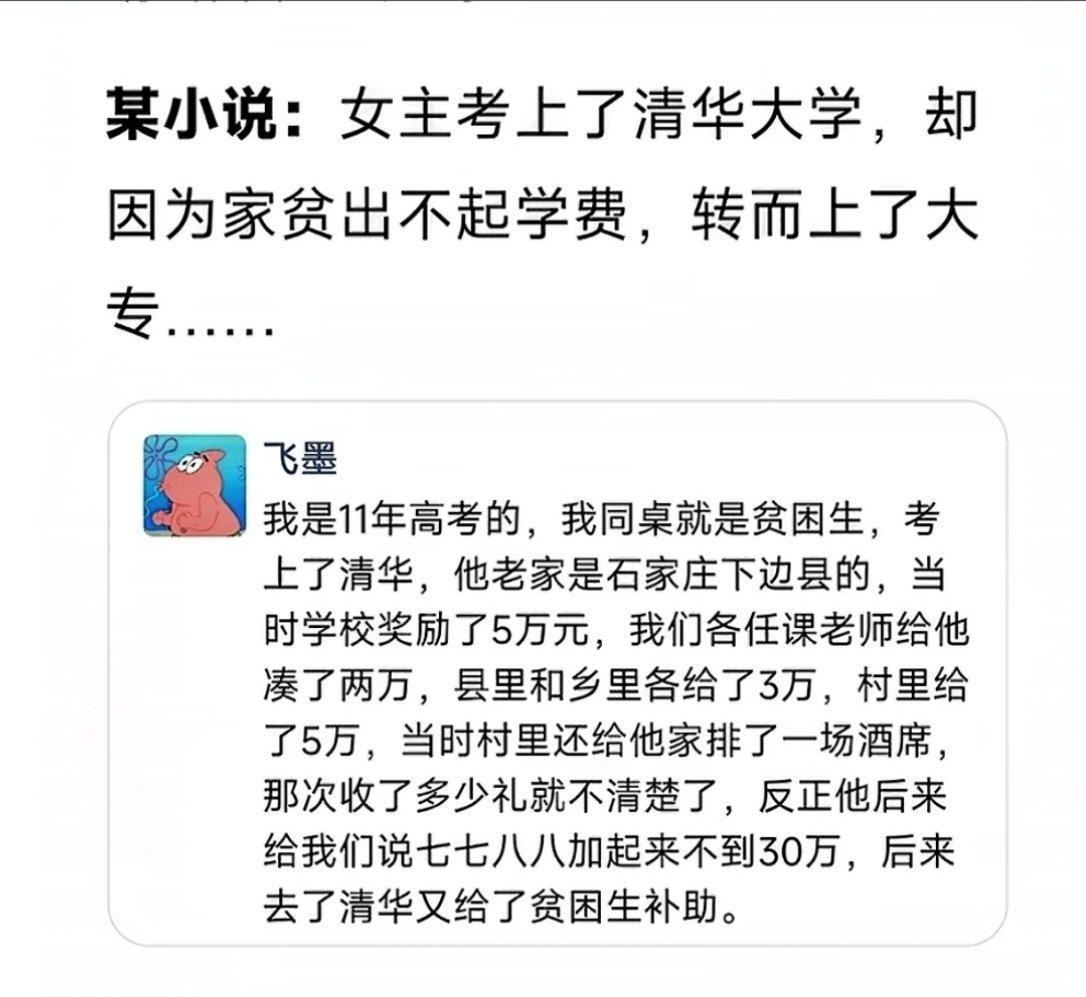 某小说：女主考上了清华大学，却
因为家贫出不起学费，转而上了大
专……
飞墨
我是11年高考的，我同桌就是贫困生，考
上了清华，他老家是石家庄下边县的，当
时学校奖励了5万元，我们各任课老师给他
凑了两万，县里和乡里各给了3万，村里给
了5万，当时村里还给他家排了一场酒席，
那次收了多少礼就不清楚了，反正他后来
给我们说七七八八加起来不到30万，后来
去了清华又给了贫困生补助。